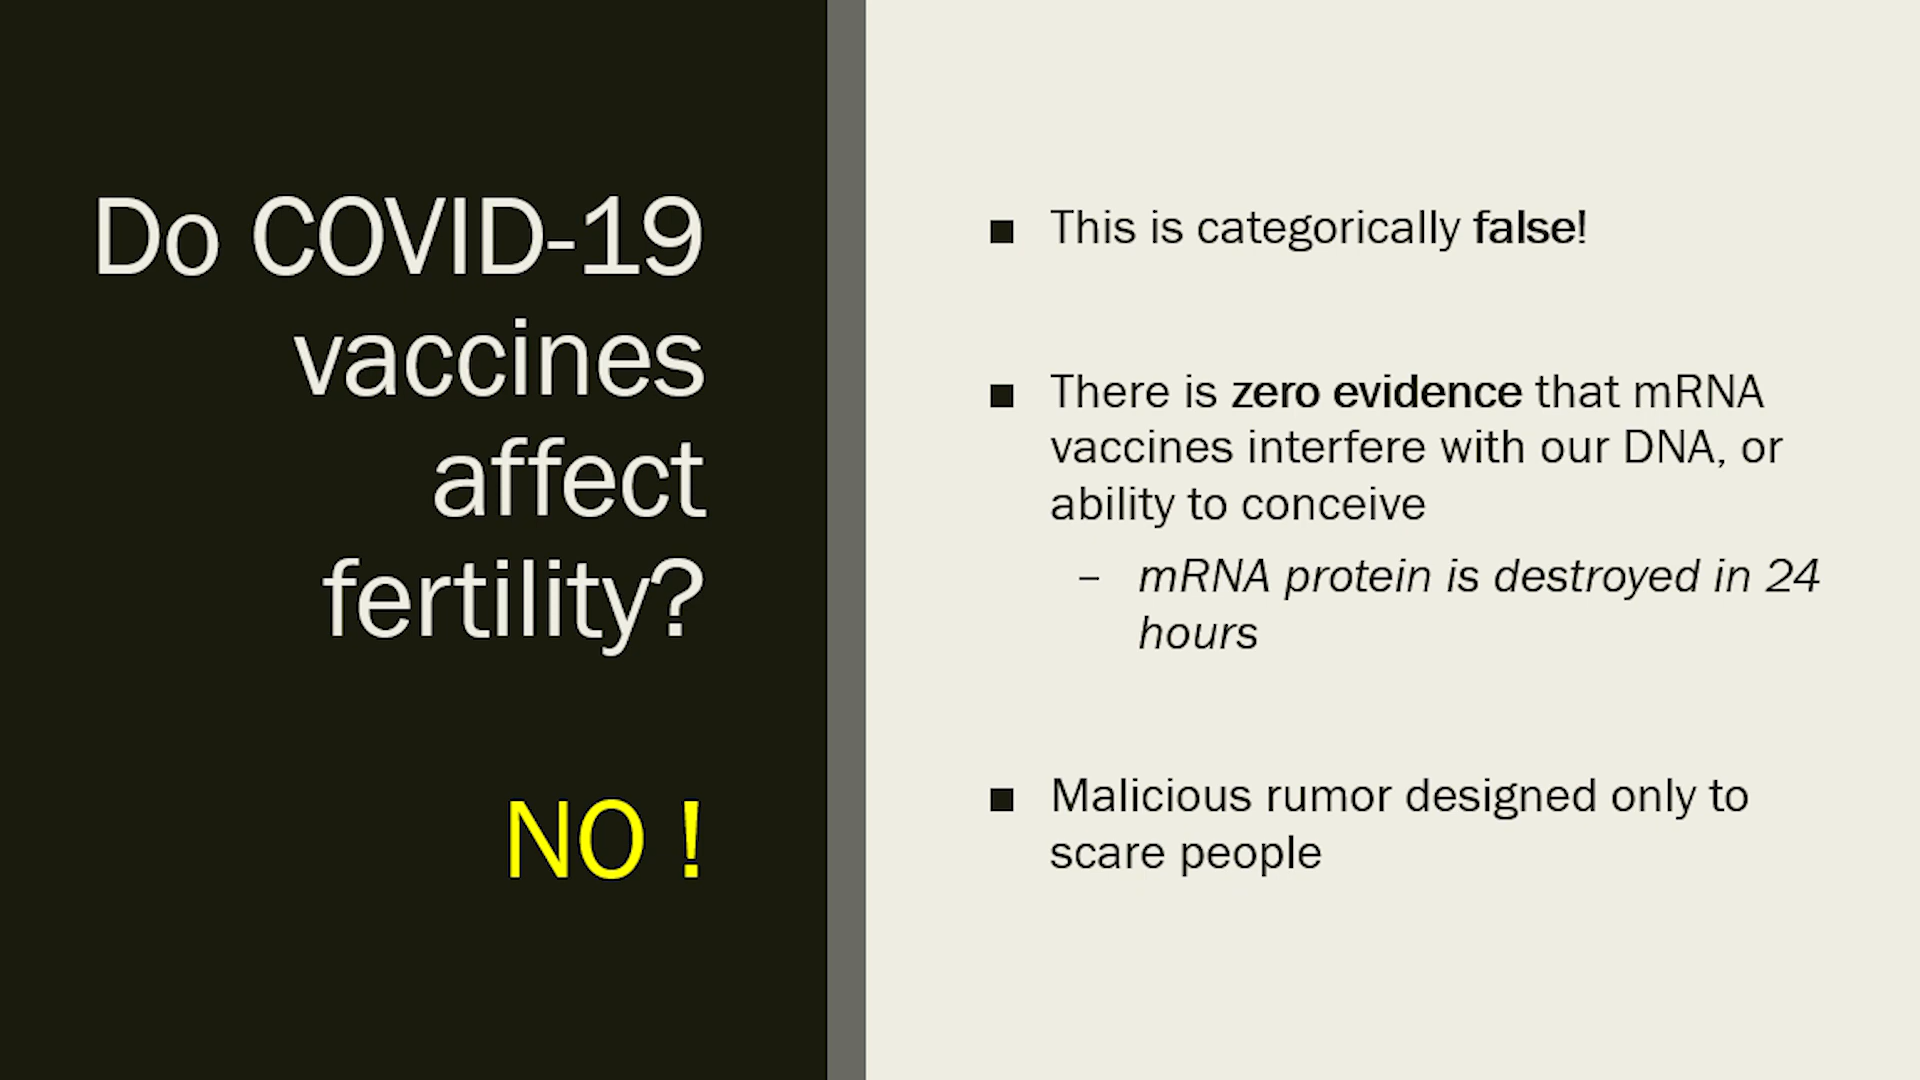 Do COVID-19
vaccines
affect
fertility?
NO !
■ This is categorically false!
■ There is zero evidence that mRNA
vaccines interfere with our DNA, or
ability to conceive
– mRNA protein is destroyed in 24
hours
■ Malicious rumor designed only to
scare people